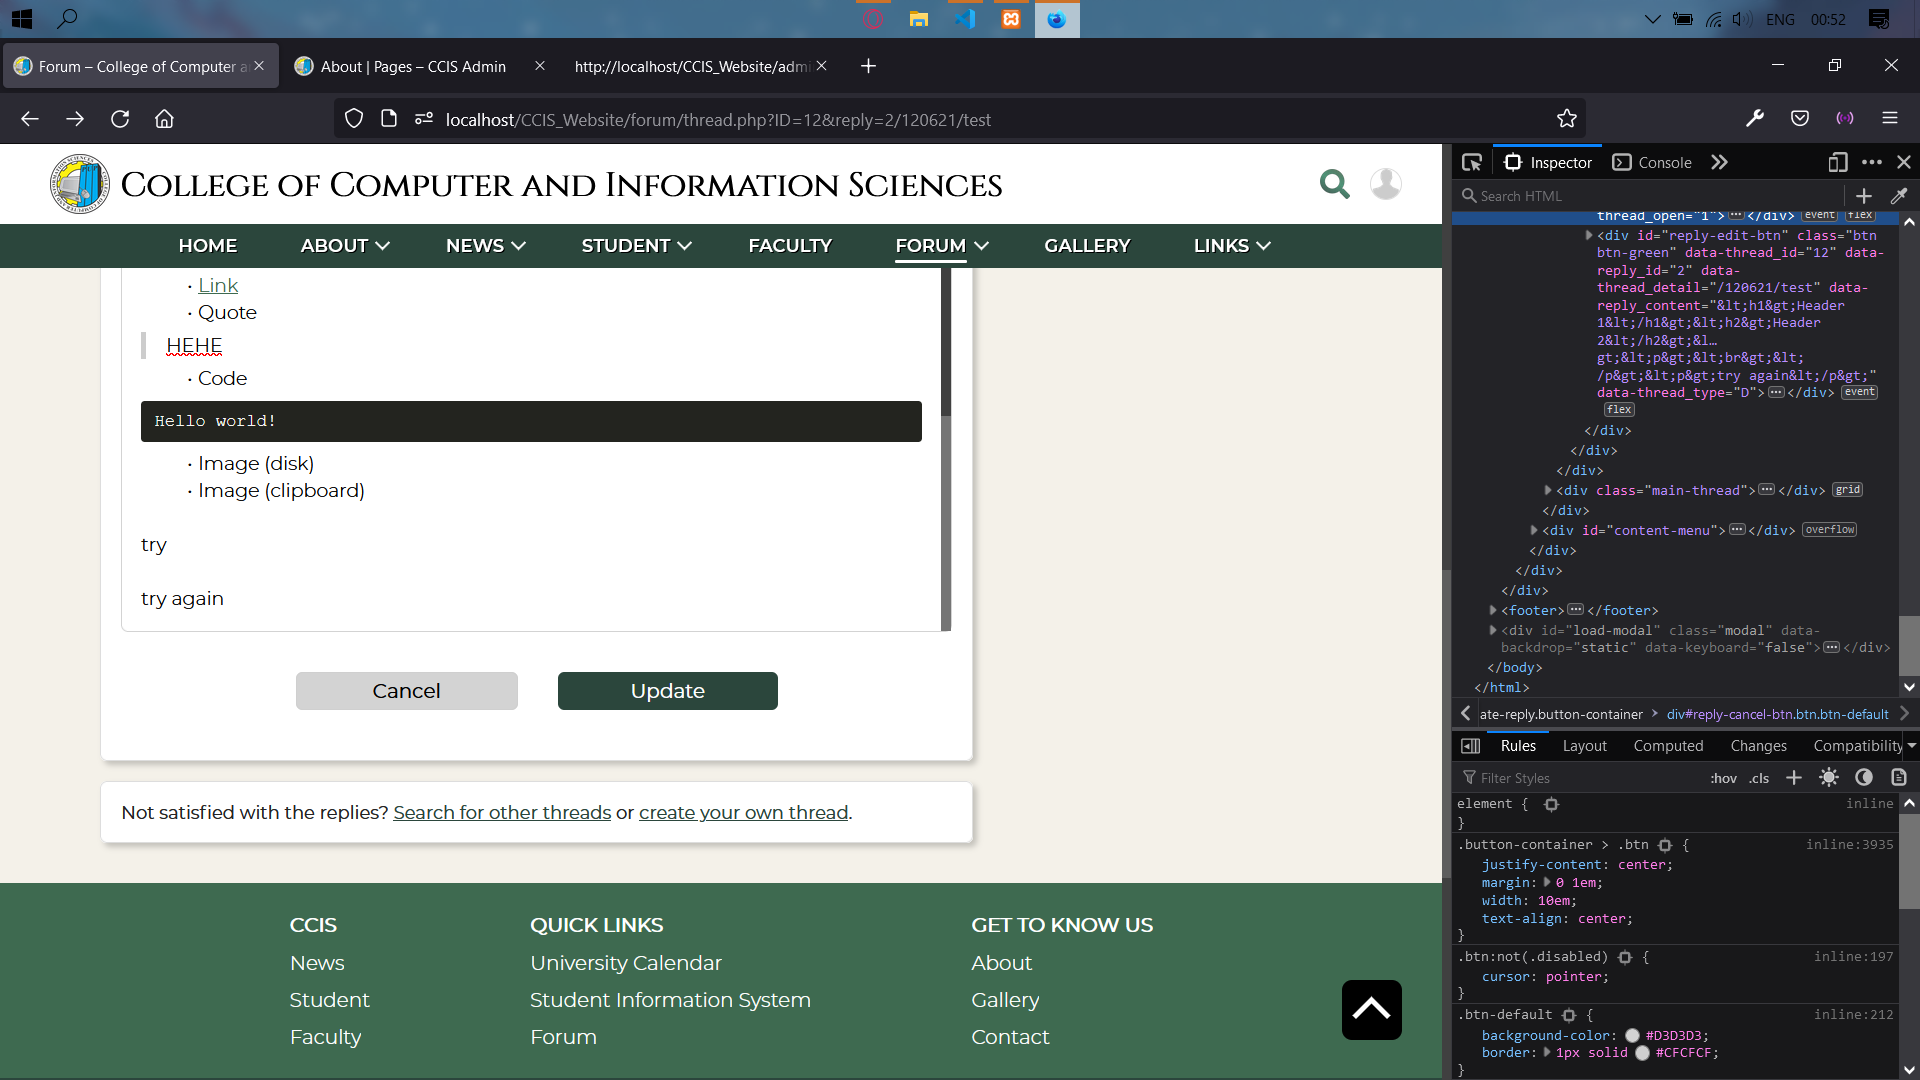 ENG 00:52
Forum – College of Computer a
About | Pages – CCIS Admin
http://localhost/CCIS_Website/admi
localhost/CCIS_Website/forum/thread.php?ID=12&reply=2/120621/test
College of Computer and Information Sciences
HOME ABOUT NEWS STUDENT FACULTY FORUM GALLERY LINKS
• Link
• Quote
HEHE
• Code
Hello world!
• Image (disk)
• Image (clipboard)
try
try again
Cancel Update
Not satisfied with the replies? Search for other threads or create your own thread.
CCIS
News
Student
Faculty
QUICK LINKS
University Calendar
Student Information System
Forum
GET TO KNOW US
About
Gallery
Contact
Inspector Console
Search HTML
thread_open="1"> </div> event flex
<div id="reply-edit-btn" class="btn
btn-green" data-thread_id="12" data-
reply_id="2" data-
thread_detail="/120621/test" data-
reply_content="&lt;h1&gt;Header
1&lt;/h1&gt;&lt;h2&gt;Header
2&lt;/h2&gt;&l…
gt;&lt;p&gt;&lt;br&gt;&lt;
/p&gt;&lt;p&gt;try again&lt;/p&gt;"
data-thread_type="D"> </div> event
flex
</div>
</div>
</div>
<div class="main-thread"> </div> grid
</div>
<div id="content-menu"> </div> overflow
</div>
</div>
</div>
<footer> </footer>
<div id="load-modal" class="modal" data-
backdrop="static" data-keyboard="false"> </div>
</body>
</html>
ate-reply.button-container div#reply-cancel-btn.btn.btn-default
Rules Layout Computed Changes Compatibility
Filter Styles :hov .cls
element { inline
}
.button-container > .btn { inline:3935
justify-content: center;
margin: 0 1em;
width: 10em;
text-align: center;
}
.btn:not(.disabled) { inline:197
cursor: pointer;
}
.btn-default { inline:212
background-color: #D3D3D3;
border: 1px solid #CFCFCF;
}